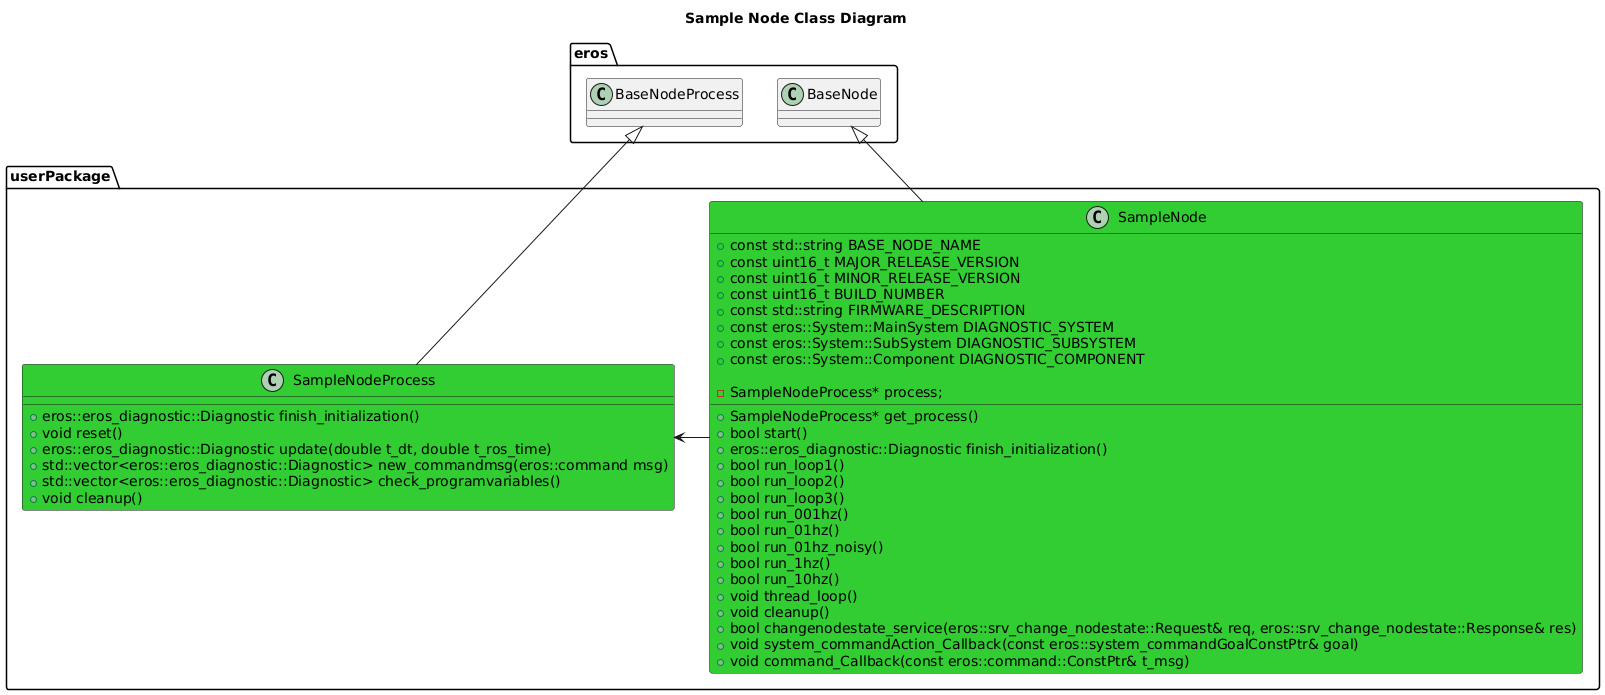 Sample Node Class Diagram
eros
C BaseNodeProcess
C BaseNode
userPackage
C SampleNode
const std::string BASE_NODE_NAME
const uint16_t MAJOR_RELEASE_VERSION
const uint16_t MINOR_RELEASE_VERSION
const uint16_t BUILD_NUMBER
const std::string FIRMWARE_DESCRIPTION
const eros::System::MainSystem DIAGNOSTIC_SYSTEM
const eros::System::SubSystem DIAGNOSTIC_SUBSYSTEM
const eros::System::Component DIAGNOSTIC_COMPONENT
SampleNodeProcess* process;
SampleNodeProcess* get_process()
bool start()
eros::eros_diagnostic::Diagnostic finish_initialization()
bool run_loop1()
bool run_loop2()
bool run_loop3()
bool run_001hz()
bool run_01hz()
bool run_01hz_noisy()
bool run_1hz()
bool run_10hz()
void thread_loop()
void cleanup()
bool changenodestate_service(eros::srv_change_nodestate::Request& req, eros::srv_change_nodestate::Response& res)
void system_commandAction_Callback(const eros::system_commandGoalConstPtr& goal)
void command_Callback(const eros::command::ConstPtr& t_msg)
C SampleNodeProcess
eros::eros_diagnostic::Diagnostic finish_initialization()
void reset()
eros::eros_diagnostic::Diagnostic update(double t_dt, double t_ros_time)
std::vector<eros::eros_diagnostic::Diagnostic> new_commandmsg(eros::command msg)
std::vector<eros::eros_diagnostic::Diagnostic> check_programvariables()
void cleanup()